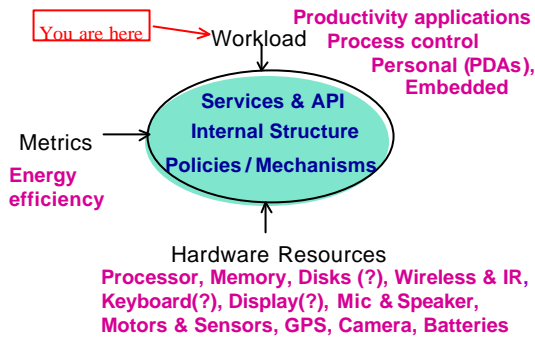 You are here
Workload
Productivity applications
Process control
Personal (PDAs),
Embedded
Services & API
Internal Structure
Policies / Mechanisms
Metrics
Energy
efficiency
Hardware Resources
Processor, Memory, Disks (?), Wireless & IR,
Keyboard(?), Display(?), Mic & Speaker,
Motors & Sensors, GPS, Camera, Batteries